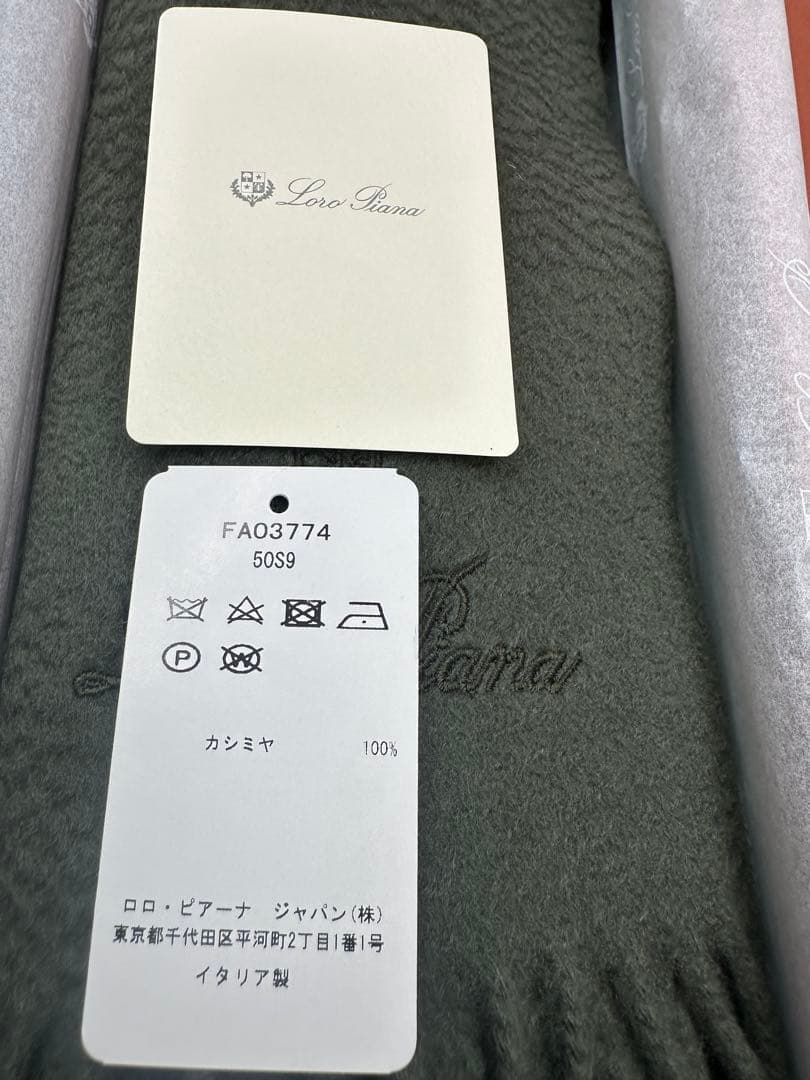 Loro Piana
FA03774
50S9
P
W
Piana
カシミヤ 100%
ロロ・ピアーナ ジャパン(株)
東京都千代田区平河町2丁目1番1号
イタリア製